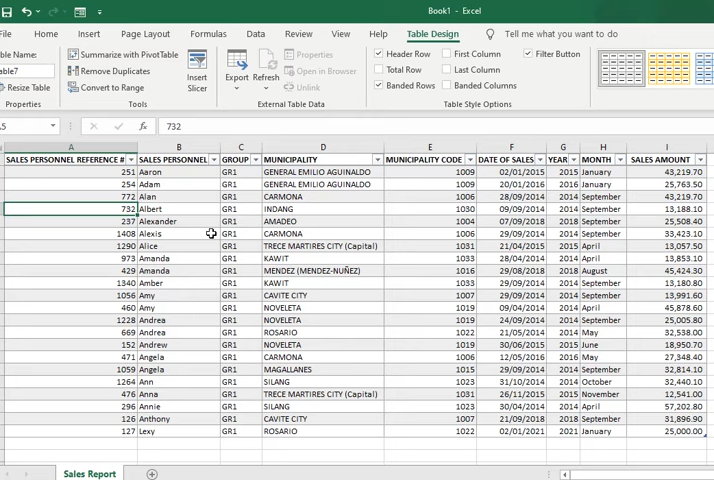 Book1 - Excel
File Home Insert Page Layout Formulas Data Review View Help Table Design Tell me what you want to do
Table Name:
Table7
Resize Table
Properties
Summarize with PivotTable
Remove Duplicates
Convert to Range
Insert
Slicer
Tools
Export Refresh
Properties
Open in Browser
Unlink
External Table Data
Header Row First Column Filter Button
Total Row Last Column
Banded Rows Banded Columns
Table Style Options
A5 fx 732
A B C D E F G H I
SALES PERSONNEL REFERENCE # SALES PERSONNEL GROUP MUNICIPALITY MUNICIPALITY CODE DATE OF SALES YEAR MONTH SALES AMOUNT
251 Aaron GR1 GENERAL EMILIO AGUINALDO 1009 02/01/2015 2015 January 43,219.70
254 Adam GR1 GENERAL EMILIO AGUINALDO 1009 20/01/2016 2016 January 25,763.50
772 Alan GR1 CARMONA 1006 28/09/2014 2014 September 43,219.70
732 Albert GR1 INDANG 1030 09/09/2014 2014 September 13,188.10
237 Alexander GR1 AMADEO 1004 07/09/2018 2018 September 25,508.40
1408 Alexis GR1 CARMONA 1006 29/09/2014 2014 September 33,423.10
1290 Alice GR1 TRECE MARTIRES CITY (Capital) 1031 21/04/2015 2015 April 13,057.50
973 Amanda GR1 KAWIT 1033 28/04/2014 2014 April 13,853.10
429 Amanda GR1 MENDEZ (MENDEZ-NUÑEZ) 1016 29/08/2018 2018 August 45,424.30
1340 Amber GR1 KAWIT 1033 29/09/2014 2014 September 13,180.80
1056 Amy GR1 CAVITE CITY 1007 29/09/2014 2014 September 13,991.60
460 Amy GR1 NOVELETA 1019 09/04/2014 2014 April 45,878.60
1228 Andrea GR1 NOVELETA 1019 29/09/2014 2014 September 25,005.80
669 Andrea GR1 ROSARIO 1022 21/05/2014 2014 May 32,538.00
152 Andrew GR1 NOVELETA 1019 30/06/2015 2015 June 18,950.70
471 Angela GR1 CARMONA 1006 12/05/2016 2016 May 27,348.40
1059 Angela GR1 MAGALLANES 1015 29/09/2014 2014 September 32,814.10
1264 Ann GR1 SILANG 1023 31/10/2014 2014 October 32,440.10
476 Anna GR1 TRECE MARTIRES CITY (Capital) 1031 26/11/2015 2015 November 12,541.00
296 Annie GR1 SILANG 1023 30/04/2014 2014 April 57,202.80
126 Anthony GR1 CAVITE CITY 1007 21/09/2018 2018 September 31,896.90
127 Lexy GR1 ROSARIO 1022 02/01/2021 2021 January 25,000.00
Sales Report